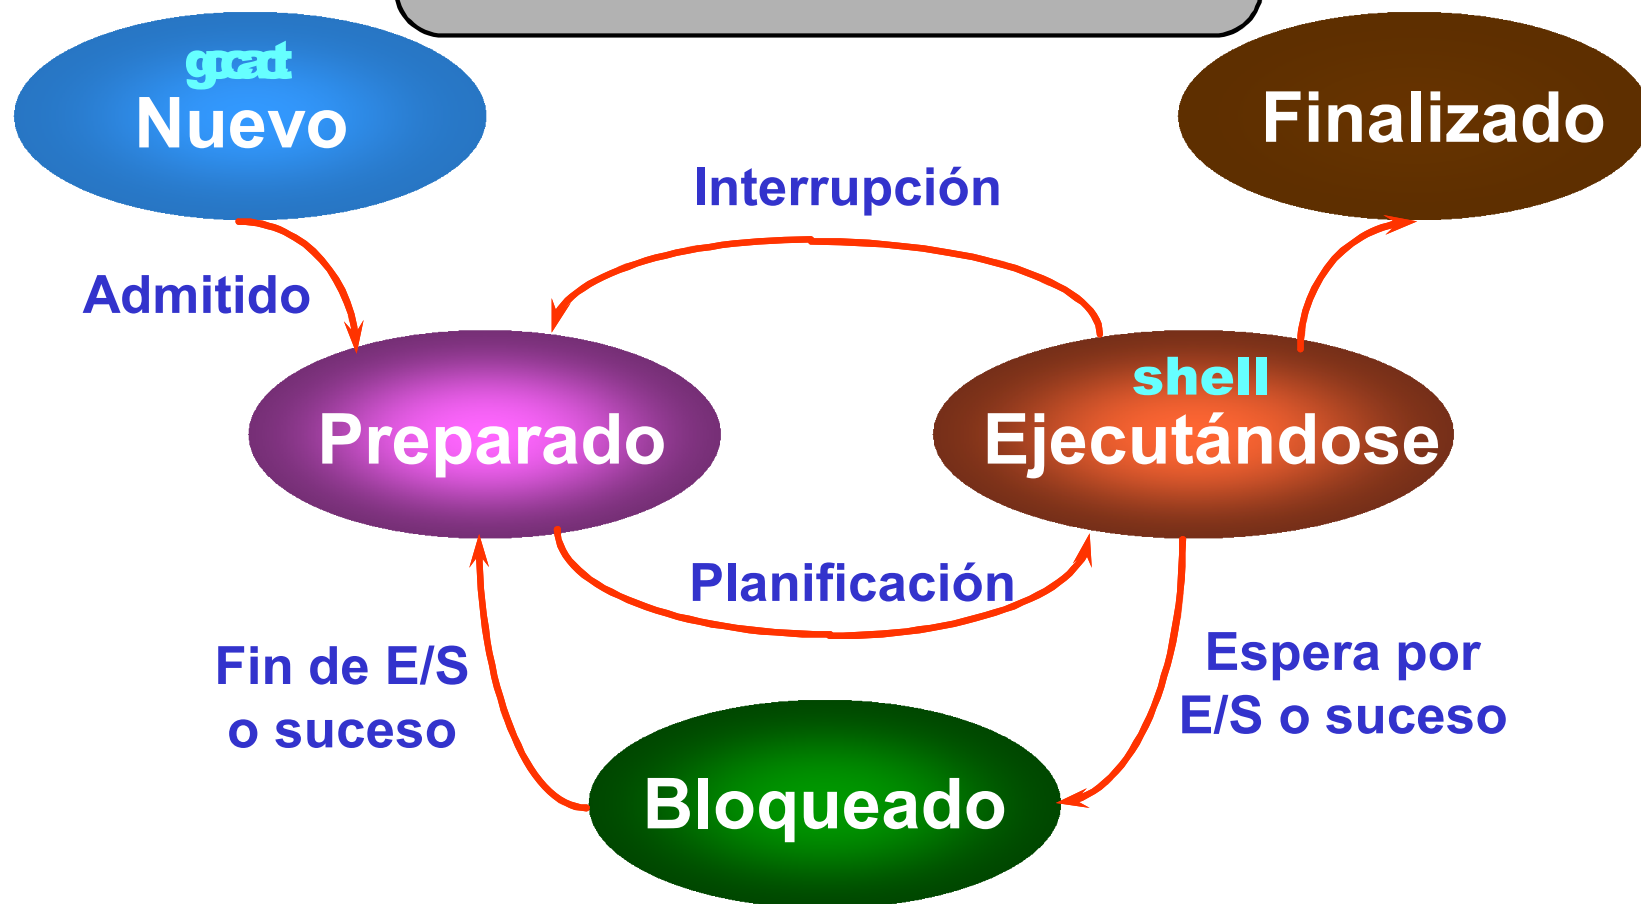 Nuevo
Finalizado
Interrupción
Admitido
shell
Preparado
Ejecutándose
Planificación
Fin de E/S
o suceso
Espera por
E/S o suceso
Bloqueado